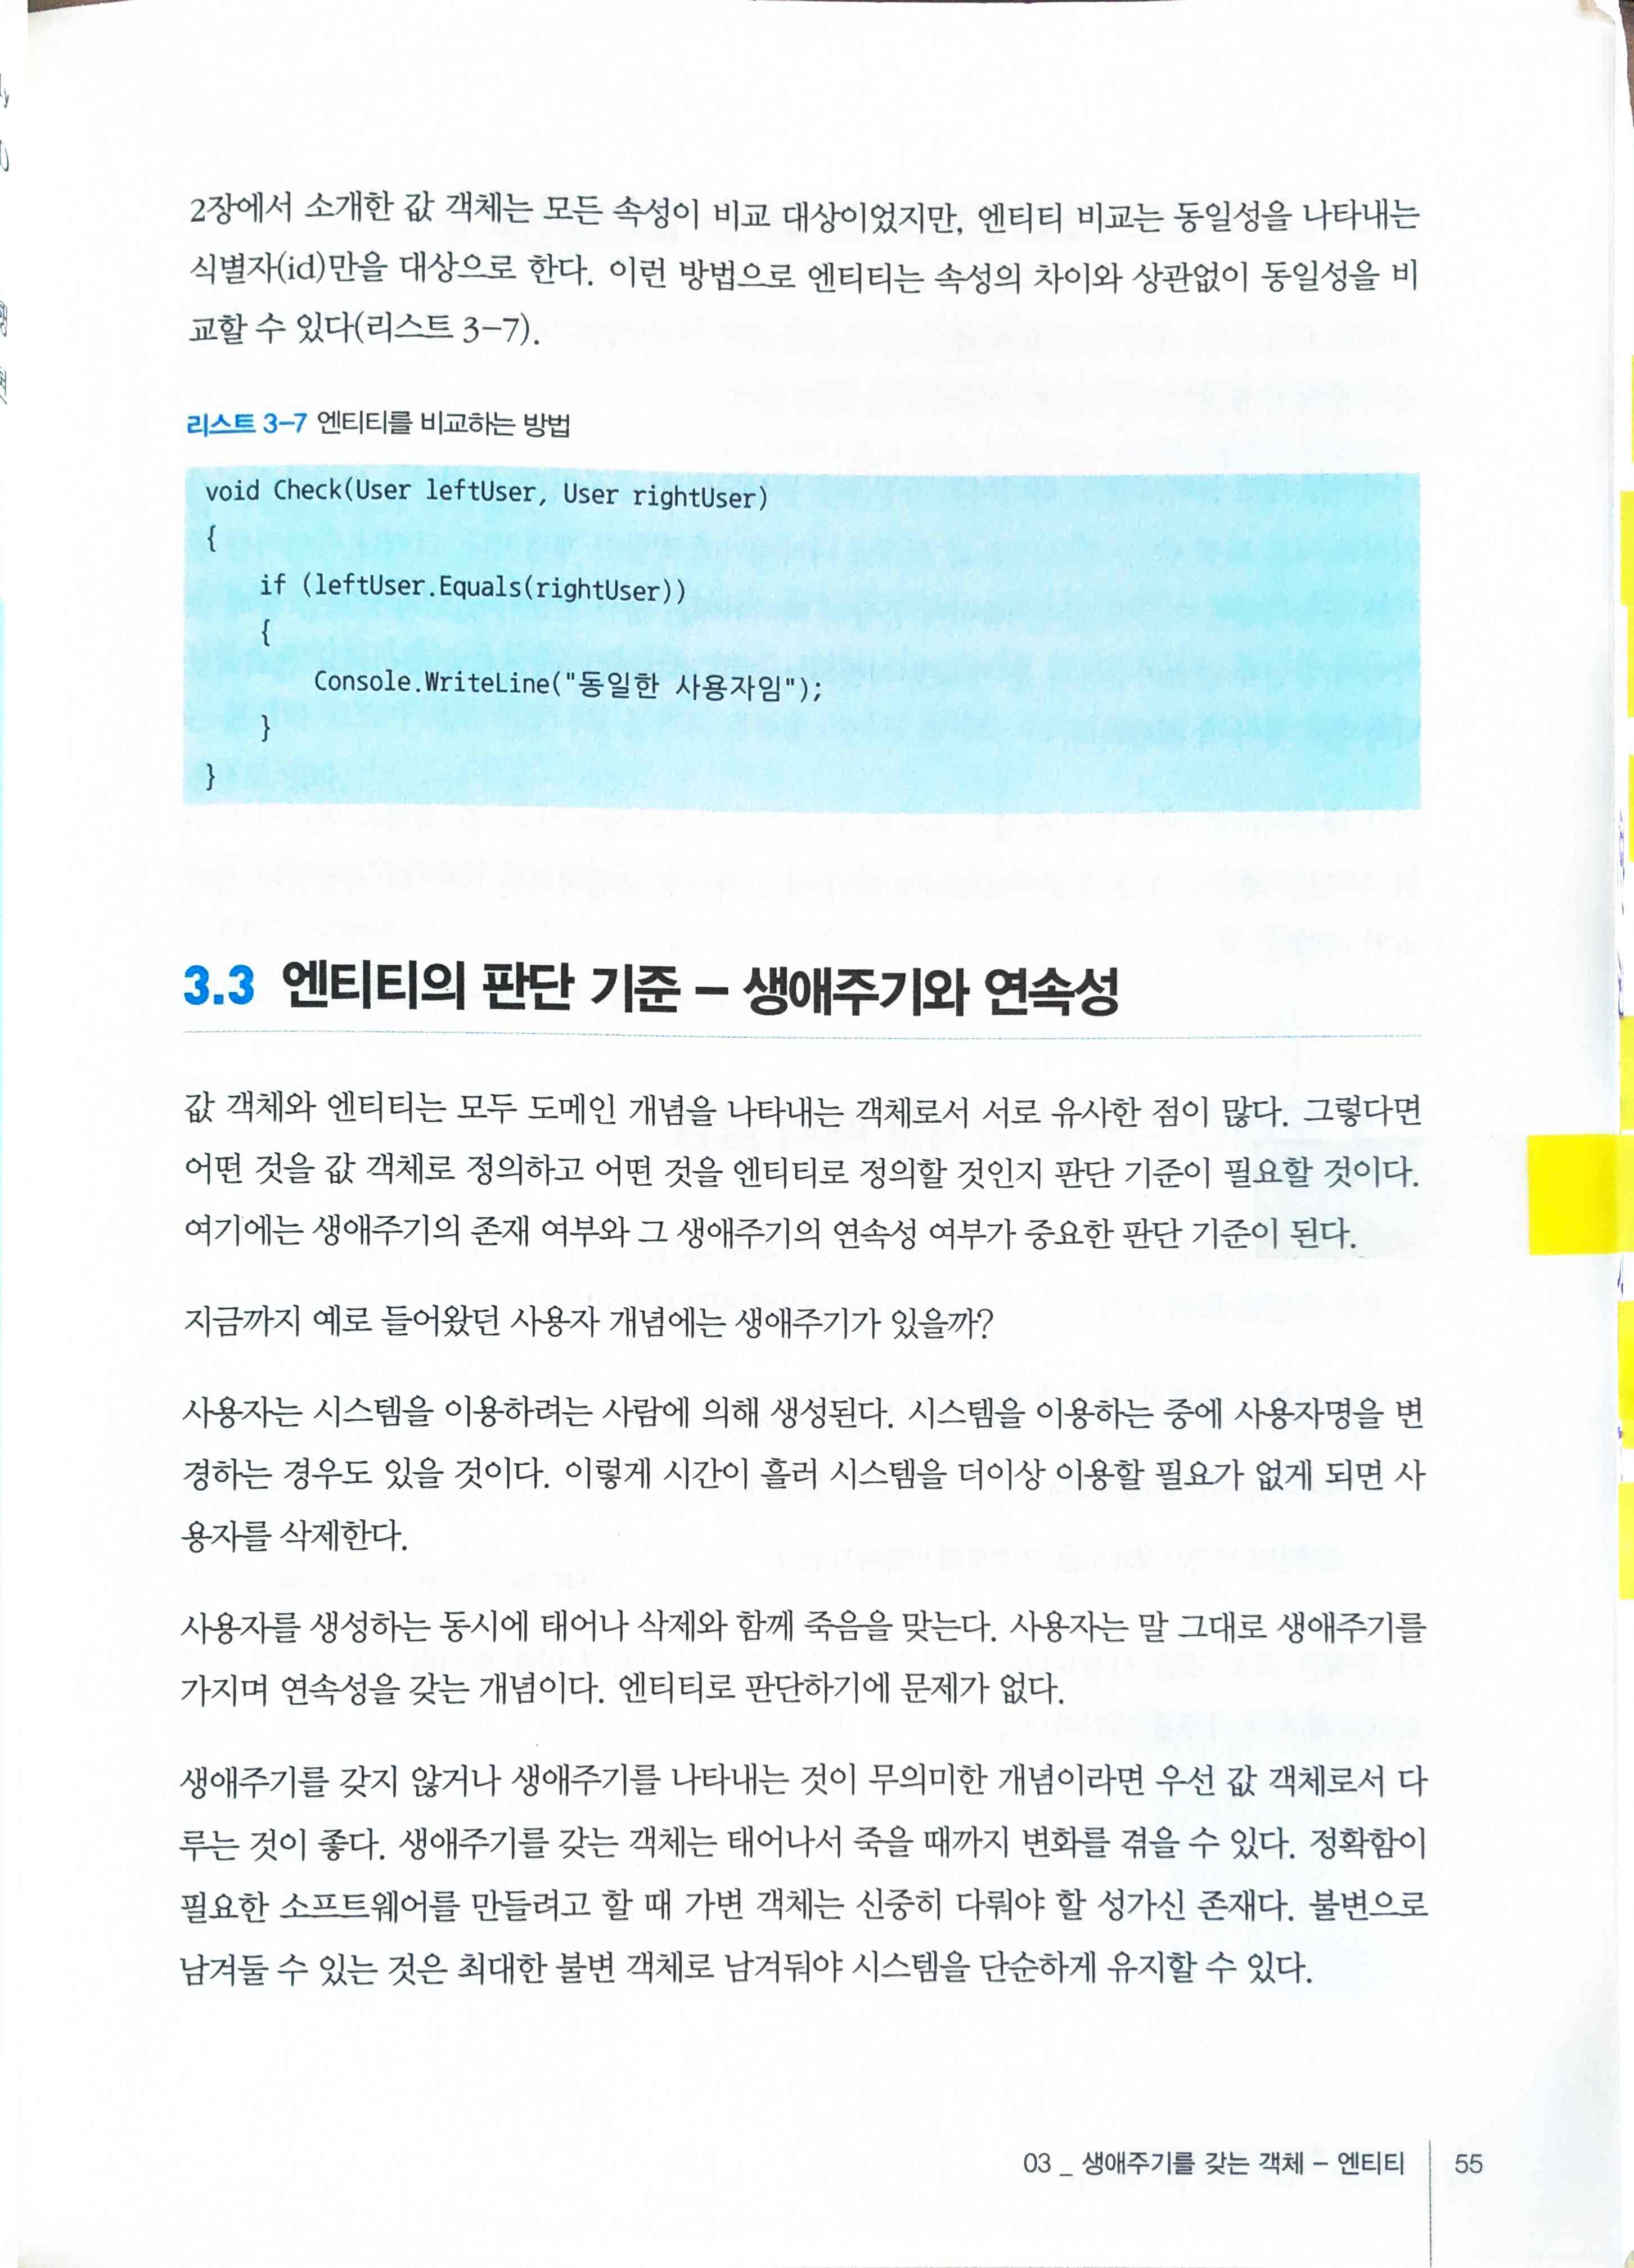 2장에서 소개한 값 객체는 모든 속성이 비교 대상이었지만, 엔티티 비교는 동일성을 나타내는
식별자(id)만을 대상으로 한다. 이런 방법으로 엔티티는 속성의 차이와 상관없이 동일성을 비
교할 수 있다(리스트 3-7).
리스트 3-7 엔티티를 비교하는 방법
void Check(User leftUser, User rightUser)
{
    if (leftUser.Equals(rightUser))
    {
        Console.WriteLine("동일한 사용자임");
    }
}
3.3 엔티티의 판단 기준 – 생애주기와 연속성
값 객체와 엔티티는 모두 도메인 개념을 나타내는 객체로서 서로 유사한 점이 많다. 그렇다면
어떤 것을 값 객체로 정의하고 어떤 것을 엔티티로 정의할 것인지 판단 기준이 필요할 것이다.
여기에는 생애주기의 존재 여부와 그 생애주기의 연속성 여부가 중요한 판단 기준이 된다.
지금까지 예로 들어왔던 사용자 개념에는 생애주기가 있을까?
사용자는 시스템을 이용하려는 사람에 의해 생성된다. 시스템을 이용하는 중에 사용자명을 변
경하는 경우도 있을 것이다. 이렇게 시간이 흘러 시스템을 더이상 이용할 필요가 없게 되면 사
용자를 삭제한다.
사용자를 생성하는 동시에 태어나 삭제와 함께 죽음을 맞는다. 사용자는 말 그대로 생애주기를
가지며 연속성을 갖는 개념이다. 엔티티로 판단하기에 문제가 없다.
생애주기를 갖지 않거나 생애주기를 나타내는 것이 무의미한 개념이라면 우선 값 객체로서 다
루는 것이 좋다. 생애주기를 갖는 객체는 태어나서 죽을 때까지 변화를 겪을 수 있다. 정확함이
필요한 소프트웨어를 만들려고 할 때 가변 객체는 신중히 다뤄야 할 성가신 존재다. 불변으로
남겨둘 수 있는 것은 최대한 불변 객체로 남겨둬야 시스템을 단순하게 유지할 수 있다.
03 _ 생애주기를 갖는 객체 – 엔티티 55